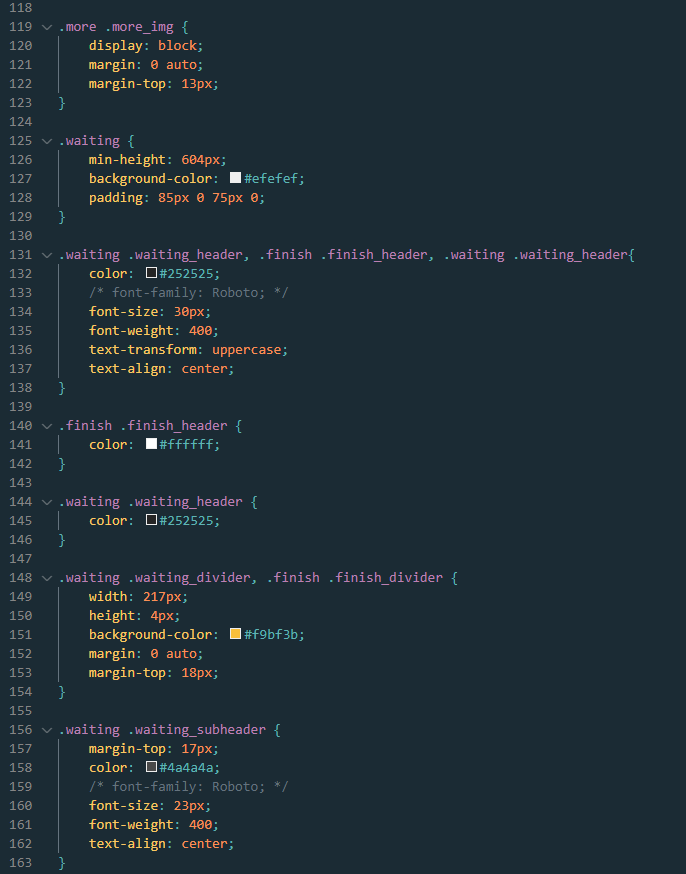 118
119 .more .more_img {
120     display: block;
121     margin: 0 auto;
122     margin-top: 13px;
123 }
124
125 .waiting {
126     min-height: 604px;
127     background-color: #efefef;
128     padding: 85px 0 75px 0;
129 }
130
131 .waiting .waiting_header, .finish .finish_header, .waiting .waiting_header{
132     color: #252525;
133     /* font-family: Roboto; */
134     font-size: 30px;
135     font-weight: 400;
136     text-transform: uppercase;
137     text-align: center;
138 }
139
140 .finish .finish_header {
141     color: #ffffff;
142 }
143
144 .waiting .waiting_header {
145     color: #252525;
146 }
147
148 .waiting .waiting_divider, .finish .finish_divider {
149     width: 217px;
150     height: 4px;
151     background-color: #f9bf3b;
152     margin: 0 auto;
153     margin-top: 18px;
154 }
155
156 .waiting .waiting_subheader {
157     margin-top: 17px;
158     color: #4a4a4a;
159     /* font-family: Roboto; */
160     font-size: 23px;
161     font-weight: 400;
162     text-align: center;
163 }